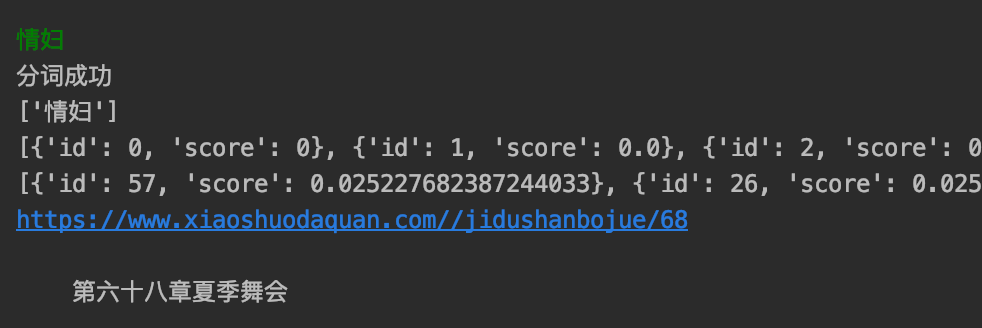 情妇
分词成功
['情妇']
[{'id': 0, 'score': 0}, {'id': 1, 'score': 0.0}, {'id': 2, 'score': 0
[{'id': 57, 'score': 0.025227682387244033}, {'id': 26, 'score': 0.025
https://www.xiaoshuodaquan.com//jidushanbojue/68
第六十八章夏季舞会